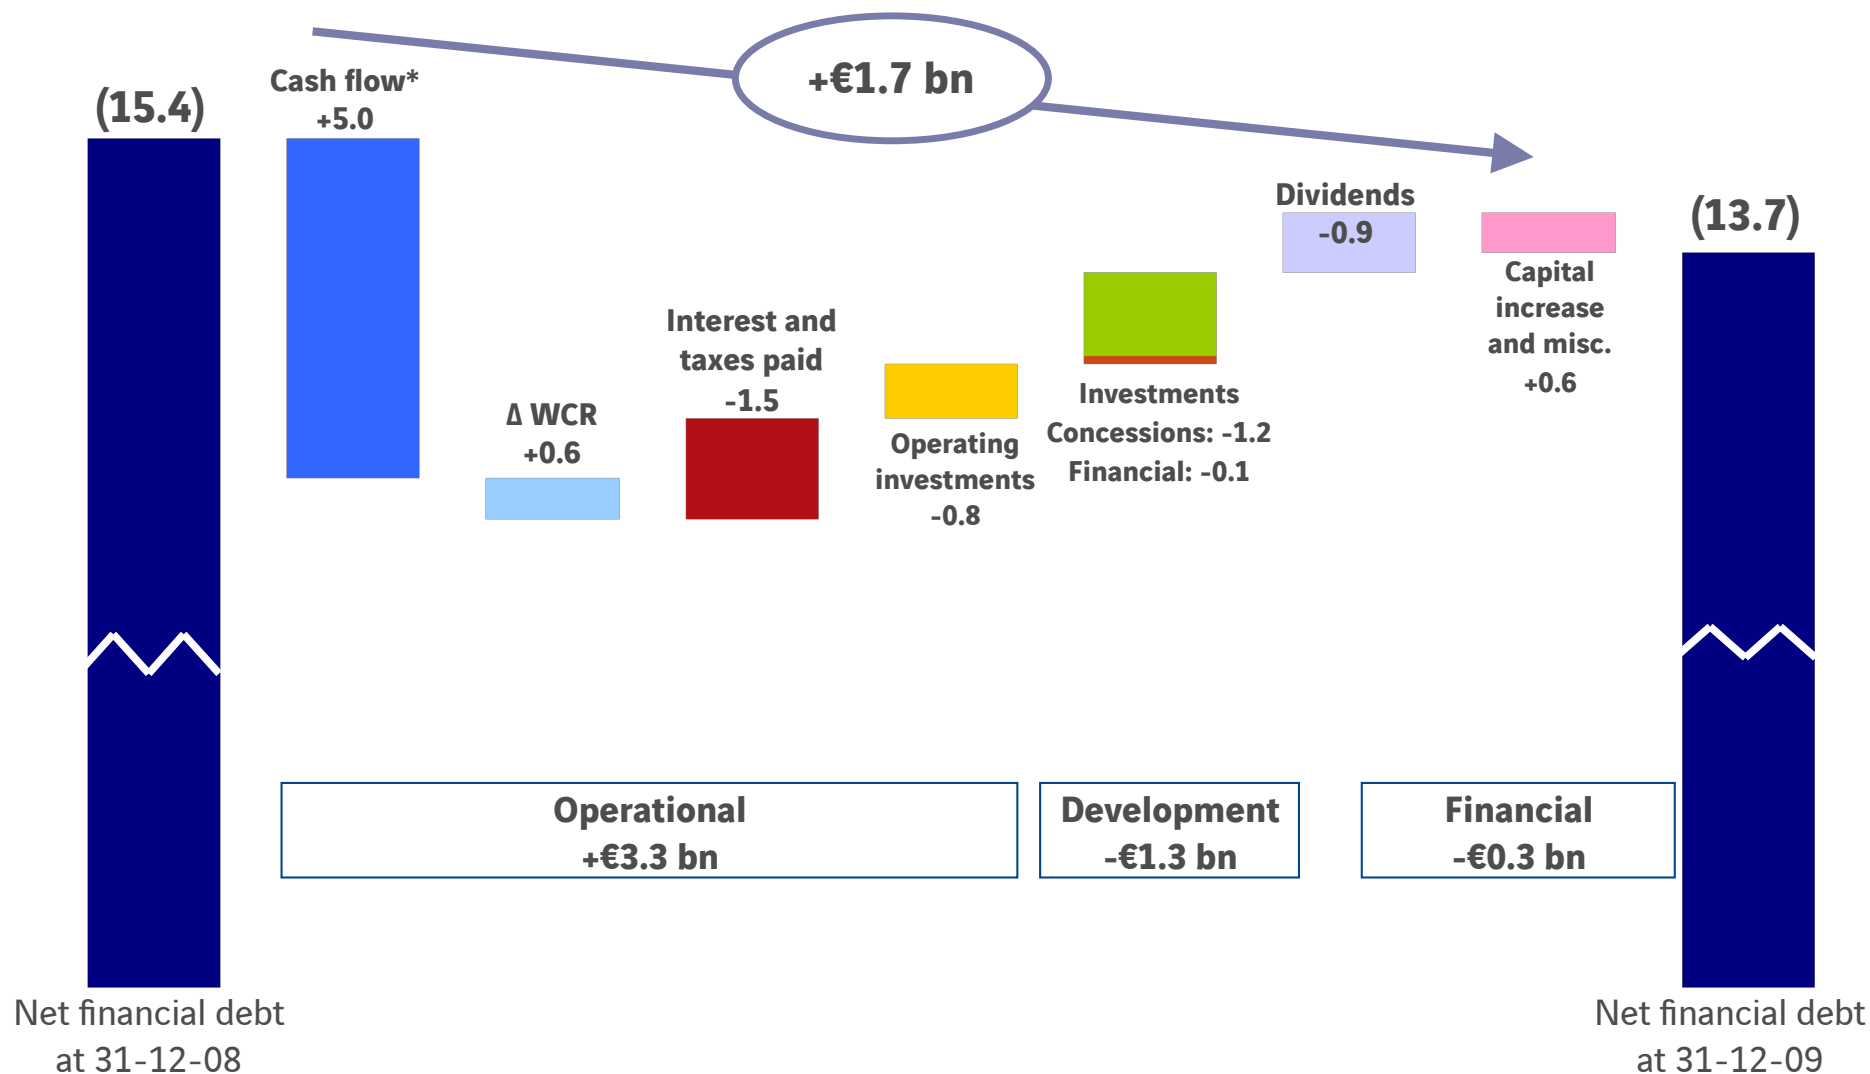 +€1.7 bn
(15.4)
Cash flow*
+5.0
Δ WCR
+0.6
Interest and
taxes paid
-1.5
Operating
investments
-0.8
Investments
Concessions: -1.2
Financial: -0.1
Dividends
-0.9
Capital
increase
and misc.
+0.6
(13.7)
Operational
+€3.3 bn
Development
-€1.3 bn
Financial
-€0.3 bn
Net financial debt
at 31-12-08
Net financial debt
at 31-12-09